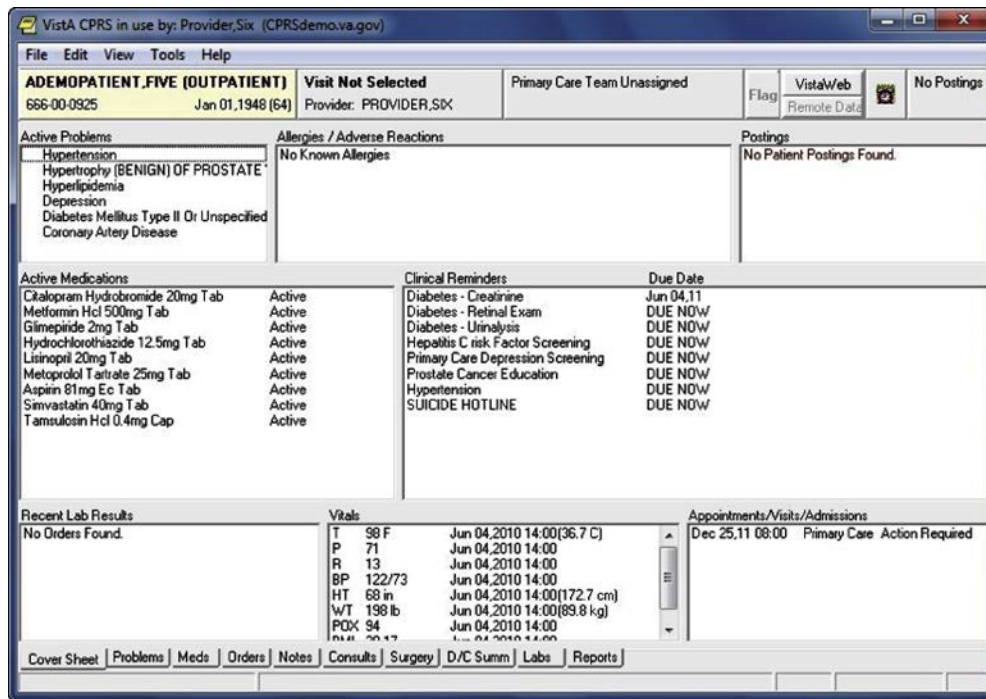 VistA CPRS in use by: Provider,Six (CPRSdemo.va.gov)
File Edit View Tools Help
ADEMOPATIENT,FIVE (OUTPATIENT)
666-00-0925 Jan 01,1948 (64)
Visit Not Selected
Provider: PROVIDER,SIX
Primary Care Team Unassigned
Flag
VistaWeb
Remote Data
No Postings
Active Problems
Hypertension
Hypertrophy (BENIGN) OF PROSTATE
Hyperlipidemia
Depression
Diabetes Mellitus Type II Or Unspecified
Coronary Artery Disease
Allergies / Adverse Reactions
No Known Allergies
Postings
No Patient Postings Found.
Active Medications
Citalopram Hydrobromide 20mg Tab Active
Metformin Hcl 500mg Tab Active
Glimepiride 2mg Tab Active
Hydrochlorothiazide 12.5mg Tab Active
Lisinopril 20mg Tab Active
Metoprolol Tartrate 25mg Tab Active
Aspirin 81mg Ec Tab Active
Simvastatin 40mg Tab Active
Tamsulosin Hcl 0.4mg Cap Active
Clinical Reminders Due Date
Diabetes - Creatinine Jun 04,11
Diabetes - Retinal Exam DUE NOW
Diabetes - Urinalysis DUE NOW
Hepatitis C risk Factor Screening DUE NOW
Primary Care Depression Screening DUE NOW
Prostate Cancer Education DUE NOW
Hypertension DUE NOW
SUICIDE HOTLINE DUE NOW
Recent Lab Results
No Orders Found.
Vitals
T 98 F Jun 04,2010 14:00(36.7 C)
P 71 Jun 04,2010 14:00
R 13 Jun 04,2010 14:00
BP 122/73 Jun 04,2010 14:00
HT 68 in Jun 04,2010 14:00(172.7 cm)
WT 198 lb Jun 04,2010 14:00(89.8 kg)
POX 94 Jun 04,2010 14:00
Appointments/Visits/Admissions
Dec 25,11 08:00 Primary Care Action Required
Cover Sheet Problems Meds Orders Notes Consults Surgery D/C Summ Labs Reports